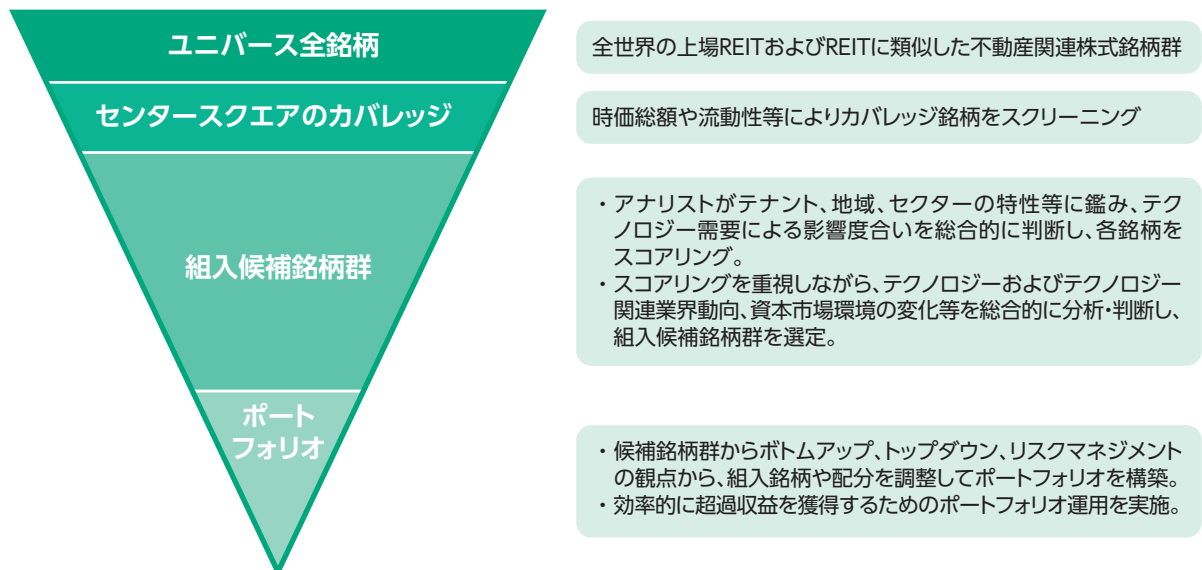 ユニバース全銘柄
全世界の上場REITおよびREITに類似した不動産関連株式銘柄群
センタースクエアのカバレッジ
時価総額や流動性等によりカバレッジ銘柄をスクリーニング
組入候補銘柄群
・アナリストがテナント、地域、セクターの特性等に鑑み、テク
ノロジー需要による影響度合いを総合的に判断し、各銘柄を
スコアリング。
・スコアリングを重視しながら、テクノロジーおよびテクノロジー
関連業界動向、資本市場環境の変化等を総合的に分析・判断し、
組入候補銘柄群を選定。
ポート
フォリオ
・候補銘柄群からボトムアップ、トップダウン、リスクマネジメント
の観点から、組入銘柄や配分を調整してポートフォリオを構築。
・効率的に超過収益を獲得するためのポートフォリオ運用を実施。